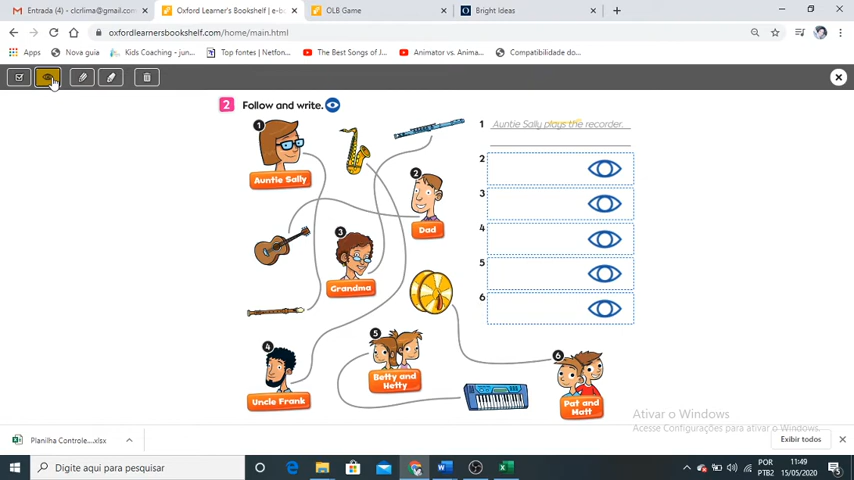 Entrada (4) - clcrlima@gmail.com
Oxford Learner's Bookshelf | e-bo
OLB Game
Bright Ideas
oxfordlearnersbookshelf.com/home/main.html
Apps
Nova guia
Kids Coaching - jun...
Top fontes | Netfon...
The Best Songs of J...
Animator vs. Anima...
Compatibilidade do...
2 Follow and write.
1 Auntie Sally plays the recorder.
2
3
4
5
6
1
Auntie Sally
2
Dad
3
Grandma
4
Uncle Frank
5
Betty and
Hetty
6
Pat and
Matt
Ativar o Windows
Acesse Configurações para ativar o Windows.
Planilha Controle....xlsx
Exibir todos
Digite aqui para pesquisar
POR
PTB2
11:49
15/05/2020
5